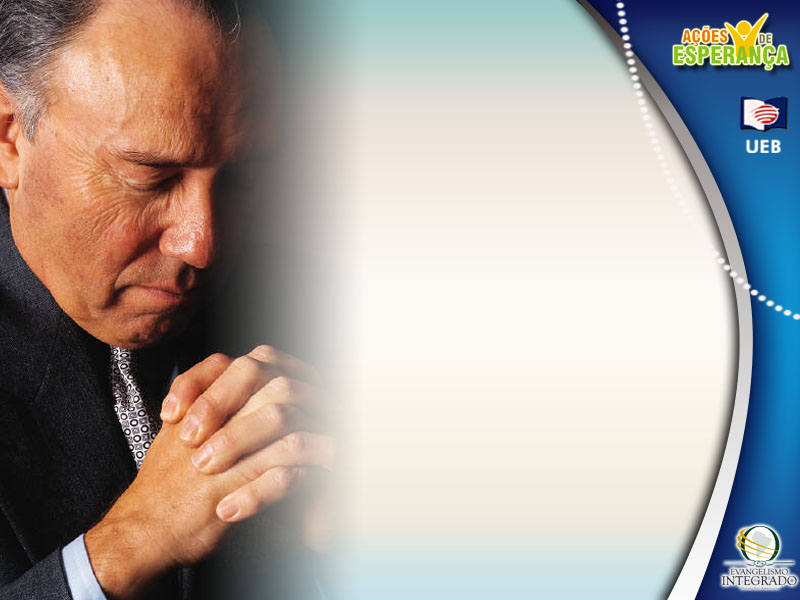 AÇÕES DE
ESPERANÇA
UEB
EVANGELISMO
INTEGRADO